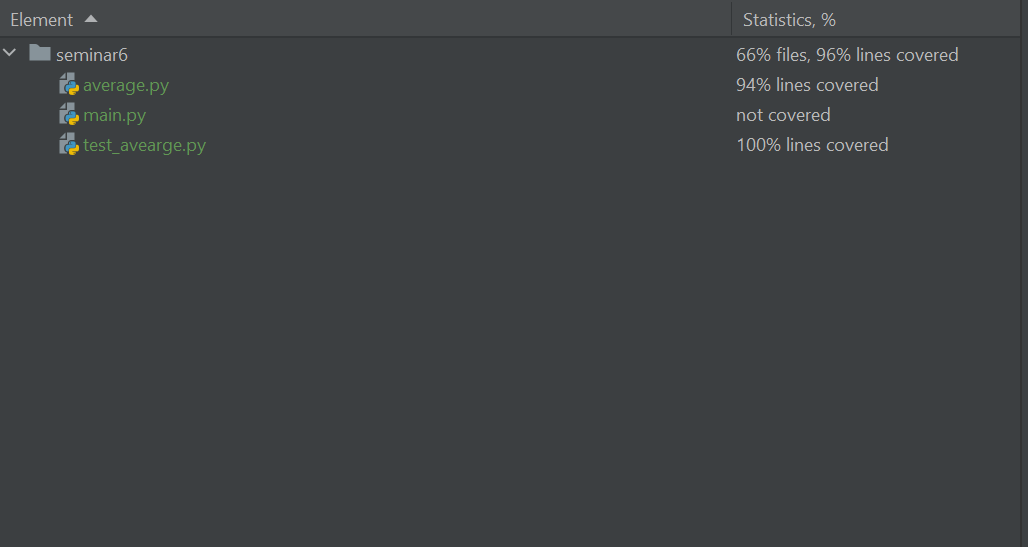 Element Statistics, %
seminar6 66% files, 96% lines covered
average.py 94% lines covered
main.py not covered
test_avearge.py 100% lines covered